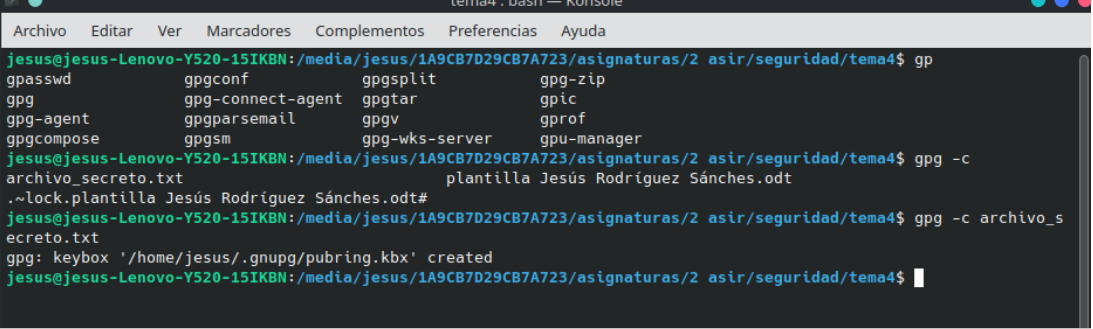 tema4 : bash — Konsole
Archivo Editar Ver Marcadores Complementos Preferencias Ayuda
jesus@jesus-Lenovo-Y520-15IKBN:/media/jesus/1A9CB7D29CB7A723/asignaturas/2 asir/seguridad/tema4$ gp
gpasswd gpgconf gpgsplit gpg-zip
gpg gpg-connect-agent gpgtar gpic
gpg-agent gpgparsemail gpgv gprof
gpgcompose gpgsm gpg-wks-server gpu-manager
jesus@jesus-Lenovo-Y520-15IKBN:/media/jesus/1A9CB7D29CB7A723/asignaturas/2 asir/seguridad/tema4$ gpg -c
archivo_secreto.txt plantilla Jesús Rodríguez Sánches.odt
.~lock.plantilla Jesús Rodríguez Sánches.odt#
jesus@jesus-Lenovo-Y520-15IKBN:/media/jesus/1A9CB7D29CB7A723/asignaturas/2 asir/seguridad/tema4$ gpg -c archivo_s
ecreto.txt
gpg: keybox '/home/jesus/.gnupg/pubring.kbx' created
jesus@jesus-Lenovo-Y520-15IKBN:/media/jesus/1A9CB7D29CB7A723/asignaturas/2 asir/seguridad/tema4$